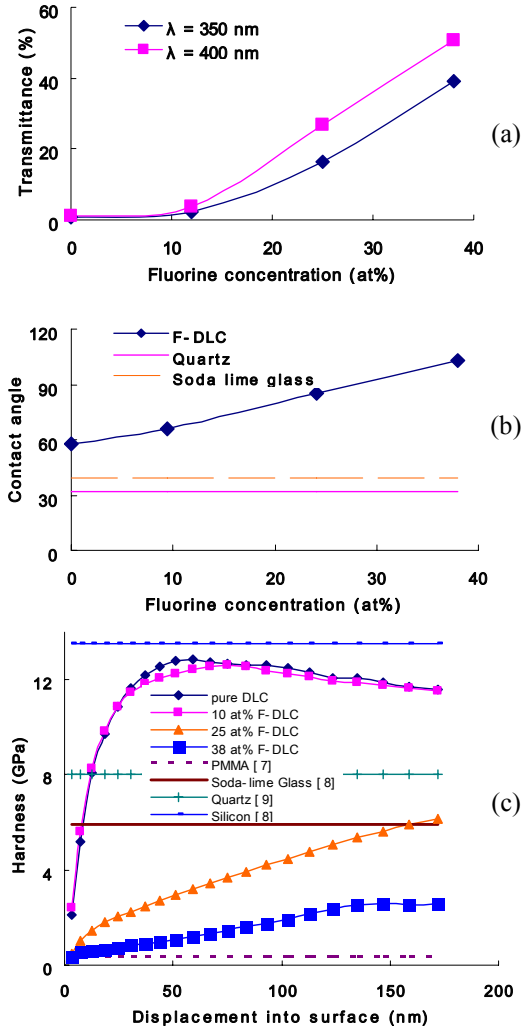 60
λ = 350 nm
λ = 400 nm
40
20
0
Transmittance (%)
0 10 20 30 40
Fluorine concentration (at%)
(a)
120
F-DLC
Quartz
Soda lime glass
90
60
30
0
Contact angle
0 10 20 30 40
Fluorine concentration (at%)
(b)
12
8
4
0
Hardness (GPa)
pure DLC
10 at% F-DLC
25 at% F-DLC
38 at% F-DLC
PMMA [7]
Soda-lime Glass [8]
Quartz [9]
Silicon [8]
(c)
0 50 100 150 200
Displacement into surface (nm)